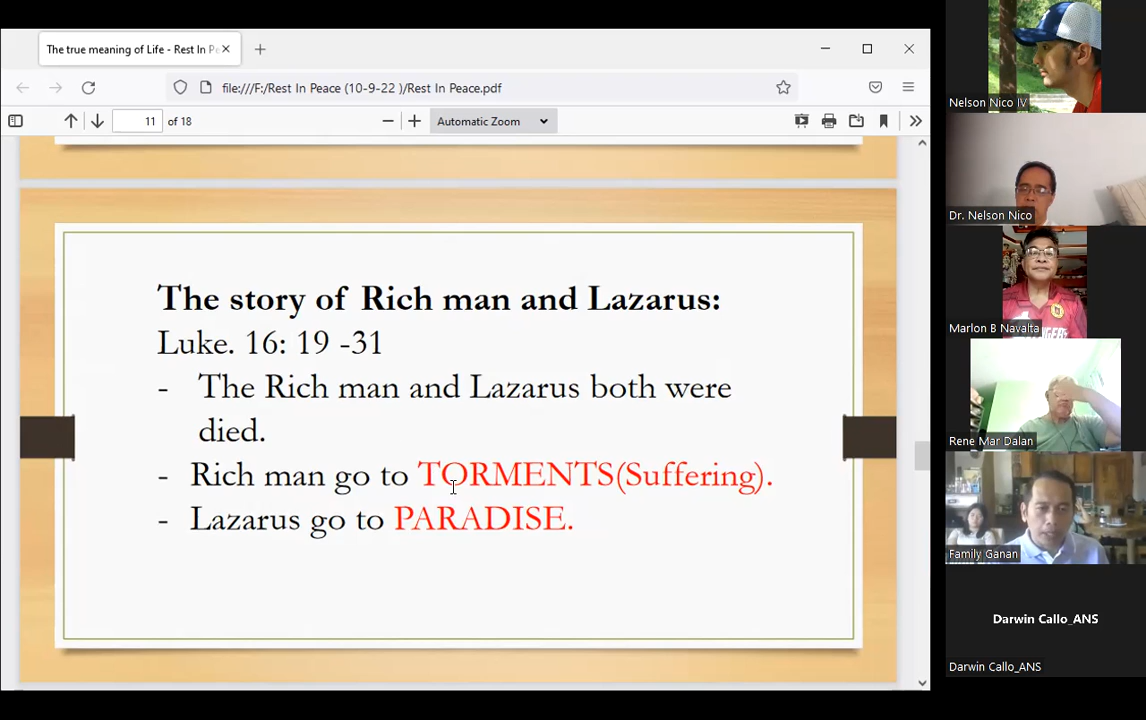 The true meaning of Life - Rest In P
file:///F:/Rest In Peace (10-9-22 )/Rest In Peace.pdf
11 of 18
Automatic Zoom
The story of Rich man and Lazarus:
Luke. 16: 19 -31
- The Rich man and Lazarus both were
died.
- Rich man go to TORMENTS(Suffering).
- Lazarus go to PARADISE.
Nelson Nico IV
Dr. Nelson Nico
Marlon B Navalta
Rene Mar Dalan
Family Ganan
Darwin Callo_ANS
Darwin Callo_ANS